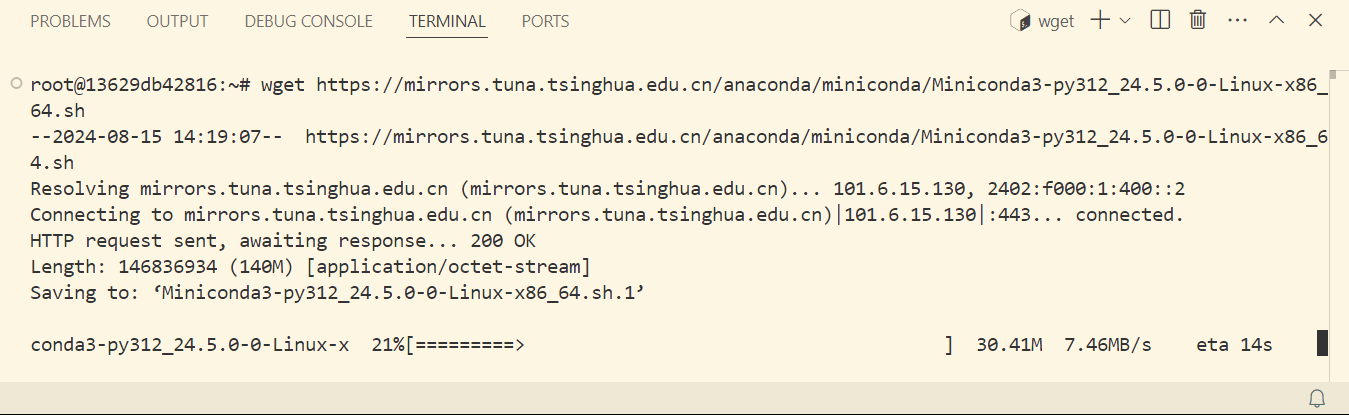 PROBLEMS OUTPUT DEBUG CONSOLE TERMINAL PORTS wget
root@13629db42816:~# wget https://mirrors.tuna.tsinghua.edu.cn/anaconda/miniconda/Miniconda3-py312_24.5.0-0-Linux-x86_
64.sh
--2024-08-15 14:19:07--  https://mirrors.tuna.tsinghua.edu.cn/anaconda/miniconda/Miniconda3-py312_24.5.0-0-Linux-x86_6
4.sh
Resolving mirrors.tuna.tsinghua.edu.cn (mirrors.tuna.tsinghua.edu.cn)... 101.6.15.130, 2402:f000:1:400::2
Connecting to mirrors.tuna.tsinghua.edu.cn (mirrors.tuna.tsinghua.edu.cn)|101.6.15.130|:443... connected.
HTTP request sent, awaiting response... 200 OK
Length: 146836934 (140M) [application/octet-stream]
Saving to: ‘Miniconda3-py312_24.5.0-0-Linux-x86_64.sh.1’
conda3-py312_24.5.0-0-Linux-x  21%[=========>                                      ]  30.41M  7.46MB/s    eta 14s